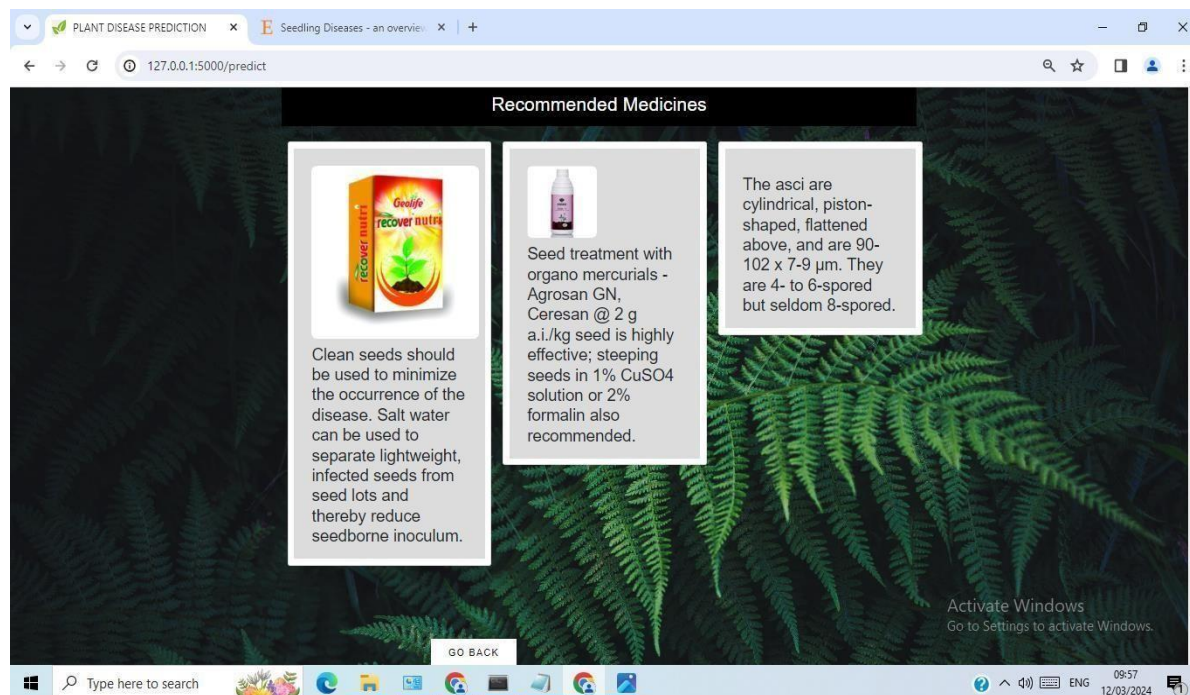 PLANT DISEASE PREDICTION
Seedling Diseases - an overview
127.0.0.1:5000/predict
Recommended Medicines
Geolife
recover nutri
recover nutri
Clean seeds should
be used to minimize
the occurrence of the
disease. Salt water
can be used to
separate lightweight,
infected seeds from
seed lots and
thereby reduce
seedborne inoculum.
Seed treatment with
organo mercurials -
Agrosan GN,
Ceresan @ 2 g
a.i./kg seed is highly
effective; steeping
seeds in 1% CuSO4
solution or 2%
formalin also
recommended.
The asci are
cylindrical, piston-
shaped, flattened
above, and are 90-
102 x 7-9 μm. They
are 4- to 6-spored
but seldom 8-spored.
Activate Windows
Go to Settings to activate Windows.
GO BACK
Type here to search
ENG
09:57
12/03/2024